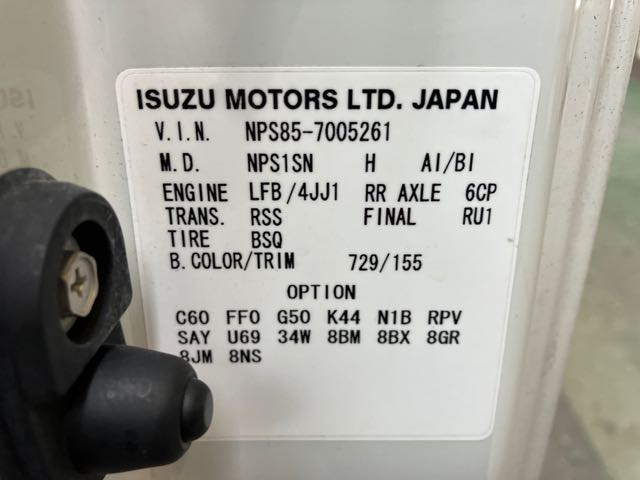 ISUZU MOTORS LTD. JAPAN
V.I.N. NPS85-7005261
M.D. NPS1SN H AI/BI
ENGINE LFB/4JJ1 RR AXLE 6CP
TRANS. RSS FINAL RU1
TIRE BSQ
B.COLOR/TRIM 729/155
OPTION
C60 FF0 G50 K44 N1B RPV
SAY U69 34W 8BM 8BX 8GR
8JM 8NS